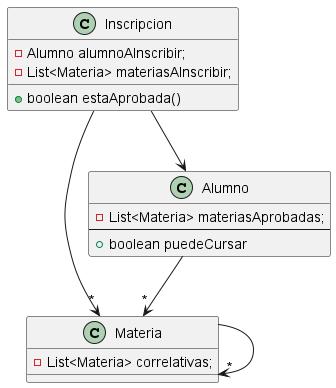 C Inscripcion
Alumno alumnoAInscribir;
List<Materia> materiasAInscribir;
boolean estaAprobada()
C Alumno
List<Materia> materiasAprobadas;
boolean puedeCursar
*
*
C Materia
List<Materia> correlativas;
*